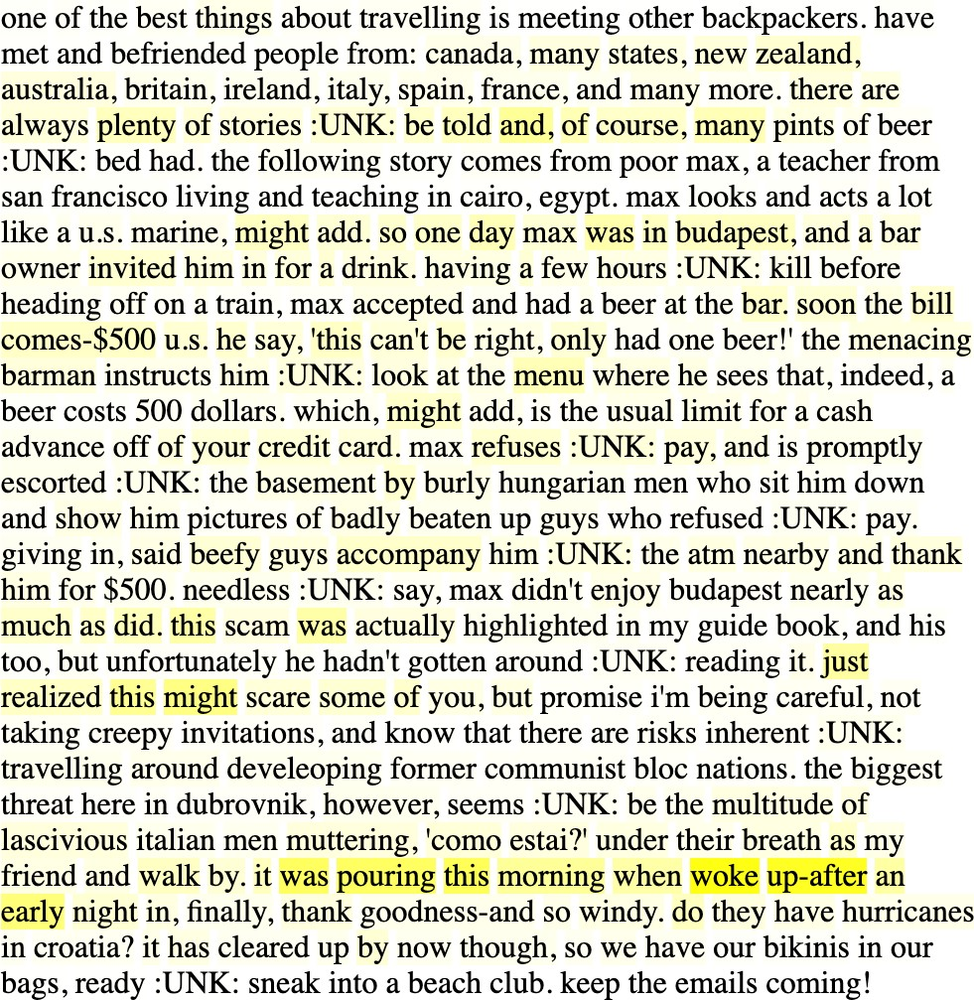 one of the best things about travelling is meeting other backpackers. have
met and befriended people from: canada, many states, new zealand,
australia, britain, ireland, italy, spain, france, and many more. there are
always plenty of stories :UNK: be told and, of course, many pints of beer
:UNK: bed had. the following story comes from poor max, a teacher from
san francisco living and teaching in cairo, egypt. max looks and acts a lot
like a u.s. marine, might add. so one day max was in budapest, and a bar
owner invited him in for a drink. having a few hours :UNK: kill before
heading off on a train, max accepted and had a beer at the bar. soon the bill
comes-$500 u.s. he say, 'this can't be right, only had one beer!' the menacing
barman instructs him :UNK: look at the menu where he sees that, indeed, a
beer costs 500 dollars. which, might add, is the usual limit for a cash
advance off of your credit card. max refuses :UNK: pay, and is promptly
escorted :UNK: the basement by burly hungarian men who sit him down
and show him pictures of badly beaten up guys who refused :UNK: pay.
giving in, said beefy guys accompany him :UNK: the atm nearby and thank
him for $500. needless :UNK: say, max didn't enjoy budapest nearly as
much as did. this scam was actually highlighted in my guide book, and his
too, but unfortunately he hadn't gotten around :UNK: reading it. just
realized this might scare some of you, but promise i'm being careful, not
taking creepy invitations, and know that there are risks inherent :UNK:
travelling around develeoping former communist bloc nations. the biggest
threat here in dubrovnik, however, seems :UNK: be the multitude of
lascivious italian men muttering, 'como estai?' under their breath as my
friend and walk by. it was pouring this morning when woke up-after an
early night in, finally, thank goodness-and so windy. do they have hurricanes
in croatia? it has cleared up by now though, so we have our bikinis in our
bags, ready :UNK: sneak into a beach club. keep the emails coming!